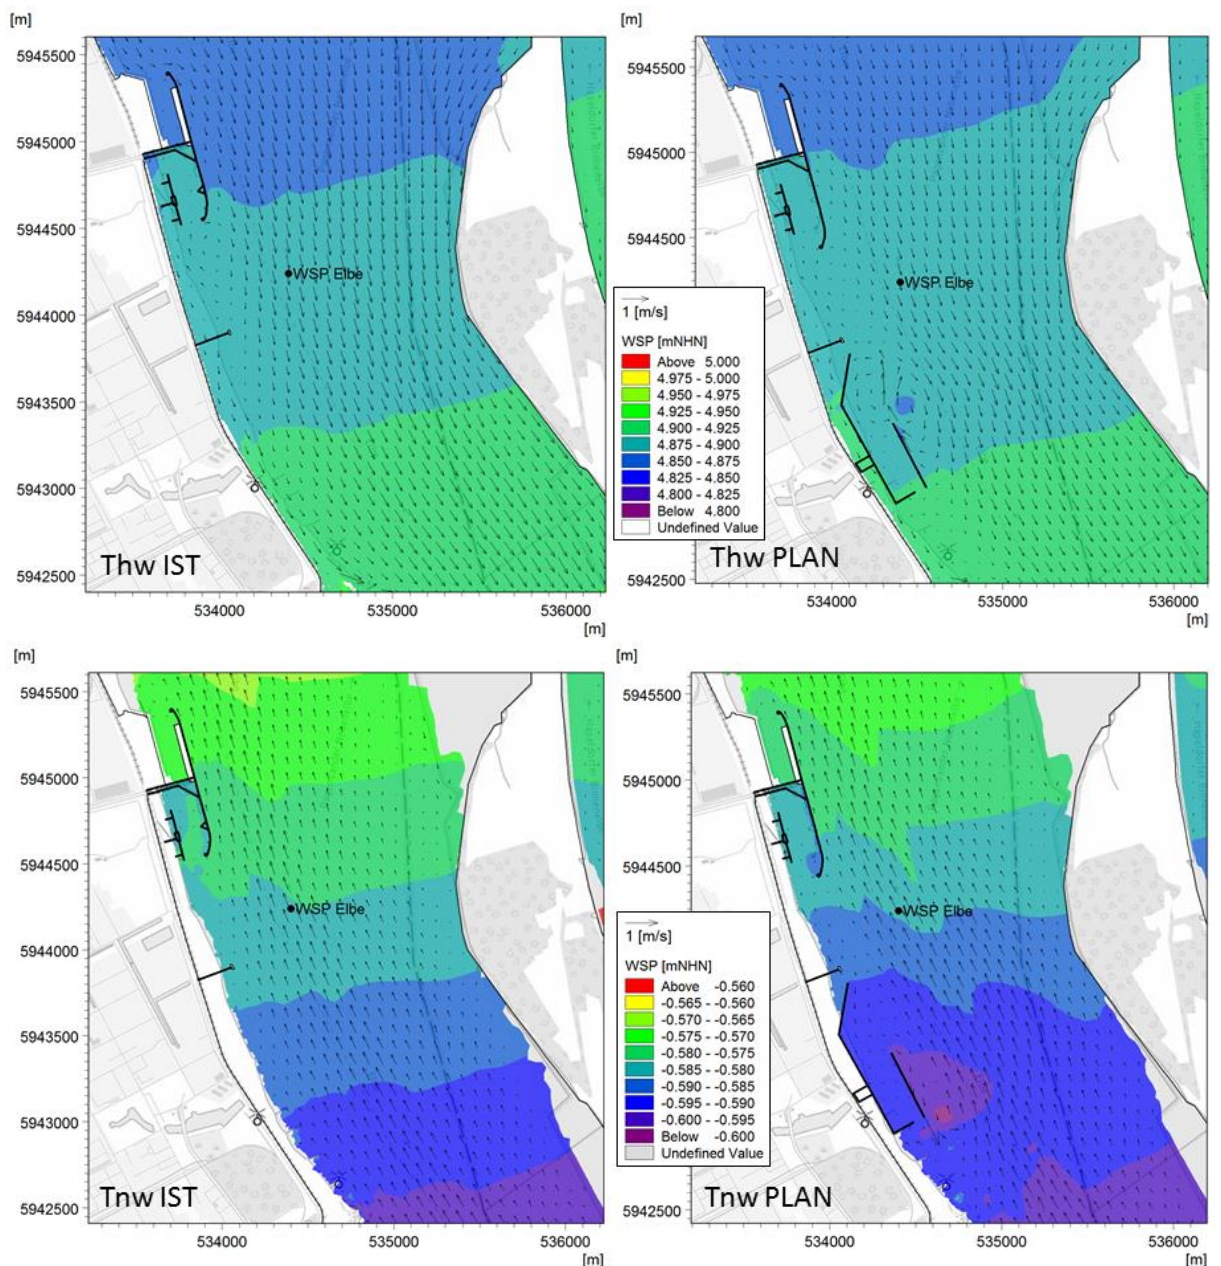 [m]
[m]
5945500
5945000
5944500
5944000
5943500
5943000
5942500
WSP Elbe
Thw IST
534000
535000
536000
[m]
5945500
5945000
5944500
5944000
5943500
5943000
5942500
WSP Elbe
Thw PLAN
534000
535000
536000
[m]
1 [m/s]
WSP [mNHN]
Above 5.000
4.975 - 5.000
4.950 - 4.975
4.925 - 4.950
4.900 - 4.925
4.875 - 4.900
4.850 - 4.875
4.825 - 4.850
4.800 - 4.825
Below 4.800
Undefined Value
[m]
[m]
5945500
5945000
5944500
5944000
5943500
5943000
5942500
WSP Elbe
Tnw IST
534000
535000
536000
[m]
5945500
5945000
5944500
5944000
5943500
5943000
5942500
WSP Elbe
Tnw PLAN
534000
535000
536000
[m]
1 [m/s]
WSP [mNHN]
Above -0.560
-0.565 - -0.560
-0.570 - -0.565
-0.575 - -0.570
-0.580 - -0.575
-0.585 - -0.580
-0.590 - -0.585
-0.595 - -0.590
-0.600 - -0.595
Below -0.600
Undefined Value